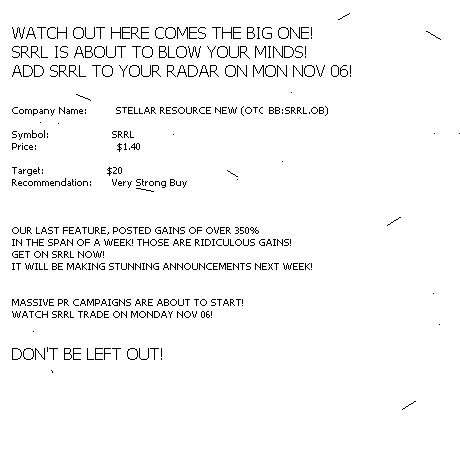 WATCH OUT HERE COMES THE BIG ONE!
SRRL IS ABOUT TO BLOW YOUR MINDS!
ADD SRRL TO YOUR RADAR ON MON NOV 06!
Company Name: STELLAR RESOURCE NEW (OTC BB:SRRL.OB)
Symbol: SRRL
Price: $1.40
Target: $20
Recommendation: Very Strong Buy
OUR LAST FEATURE, POSTED GAINS OF OVER 350%
IN THE SPAN OF A WEEK! THOSE ARE RIDICULOUS GAINS!
GET ON SRRL NOW!
IT WILL BE MAKING STUNNING ANNOUNCEMENTS NEXT WEEK!
MASSIVE PR CAMPAIGNS ARE ABOUT TO START!
WATCH SRRL TRADE ON MONDAY NOV 06!
DON'T BE LEFT OUT!